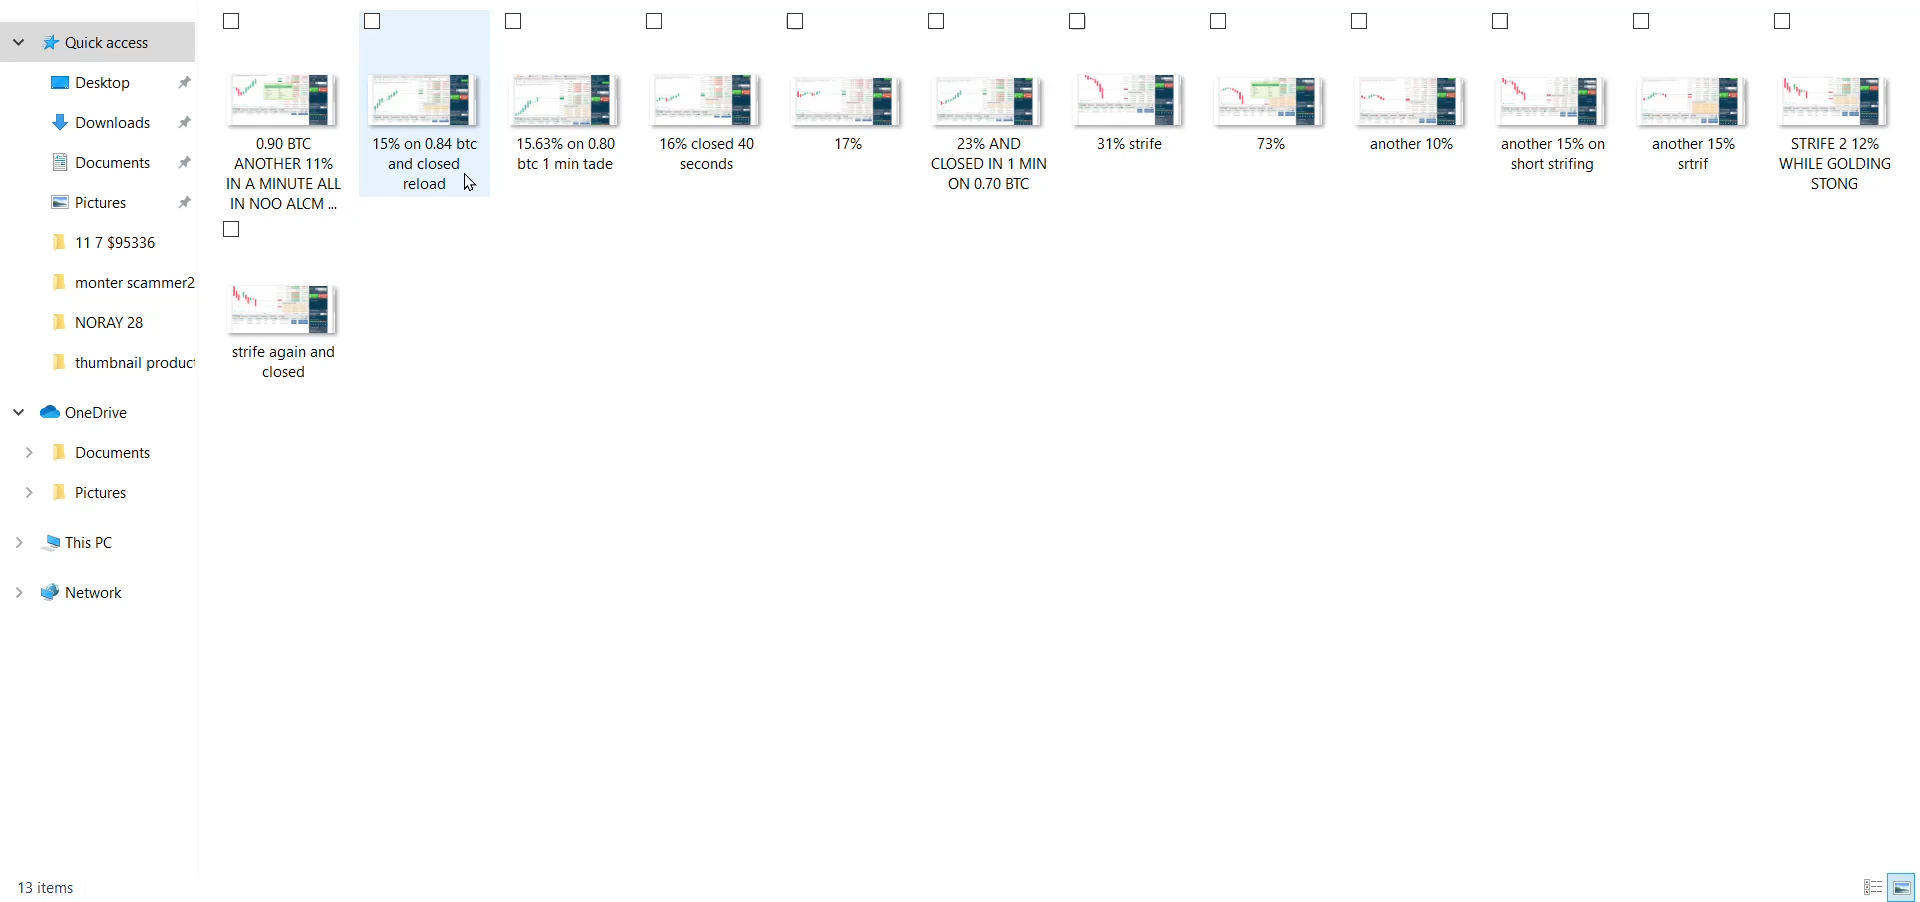 Quick access
Desktop
Downloads
Documents
Pictures
11 7 $95336
monter scammer2
NORAY 28
thumbnail product
OneDrive
Documents
Pictures
This PC
Network
0.90 BTC
ANOTHER 11%
IN A MINUTE ALL
IN NOO ALCM ...
15% on 0.84 btc
and closed
reload
15.63% on 0.80
btc 1 min tade
16% closed 40
seconds
17%
23% AND
CLOSED IN 1 MIN
ON 0.70 BTC
31% strife
73%
another 10%
another 15% on
short strifing
another 15%
srtrif
STRIFE 2 12%
WHILE GOLDING
STONG
strife again and
closed
13 items